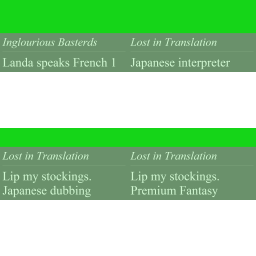 Inglourious Basterds
Lost in Translation
Landa speaks French 1
Japanese interpreter
Lost in Translation
Lost in Translation
Lip my stockings.
Japanese dubbing
Lip my stockings.
Premium Fantasy